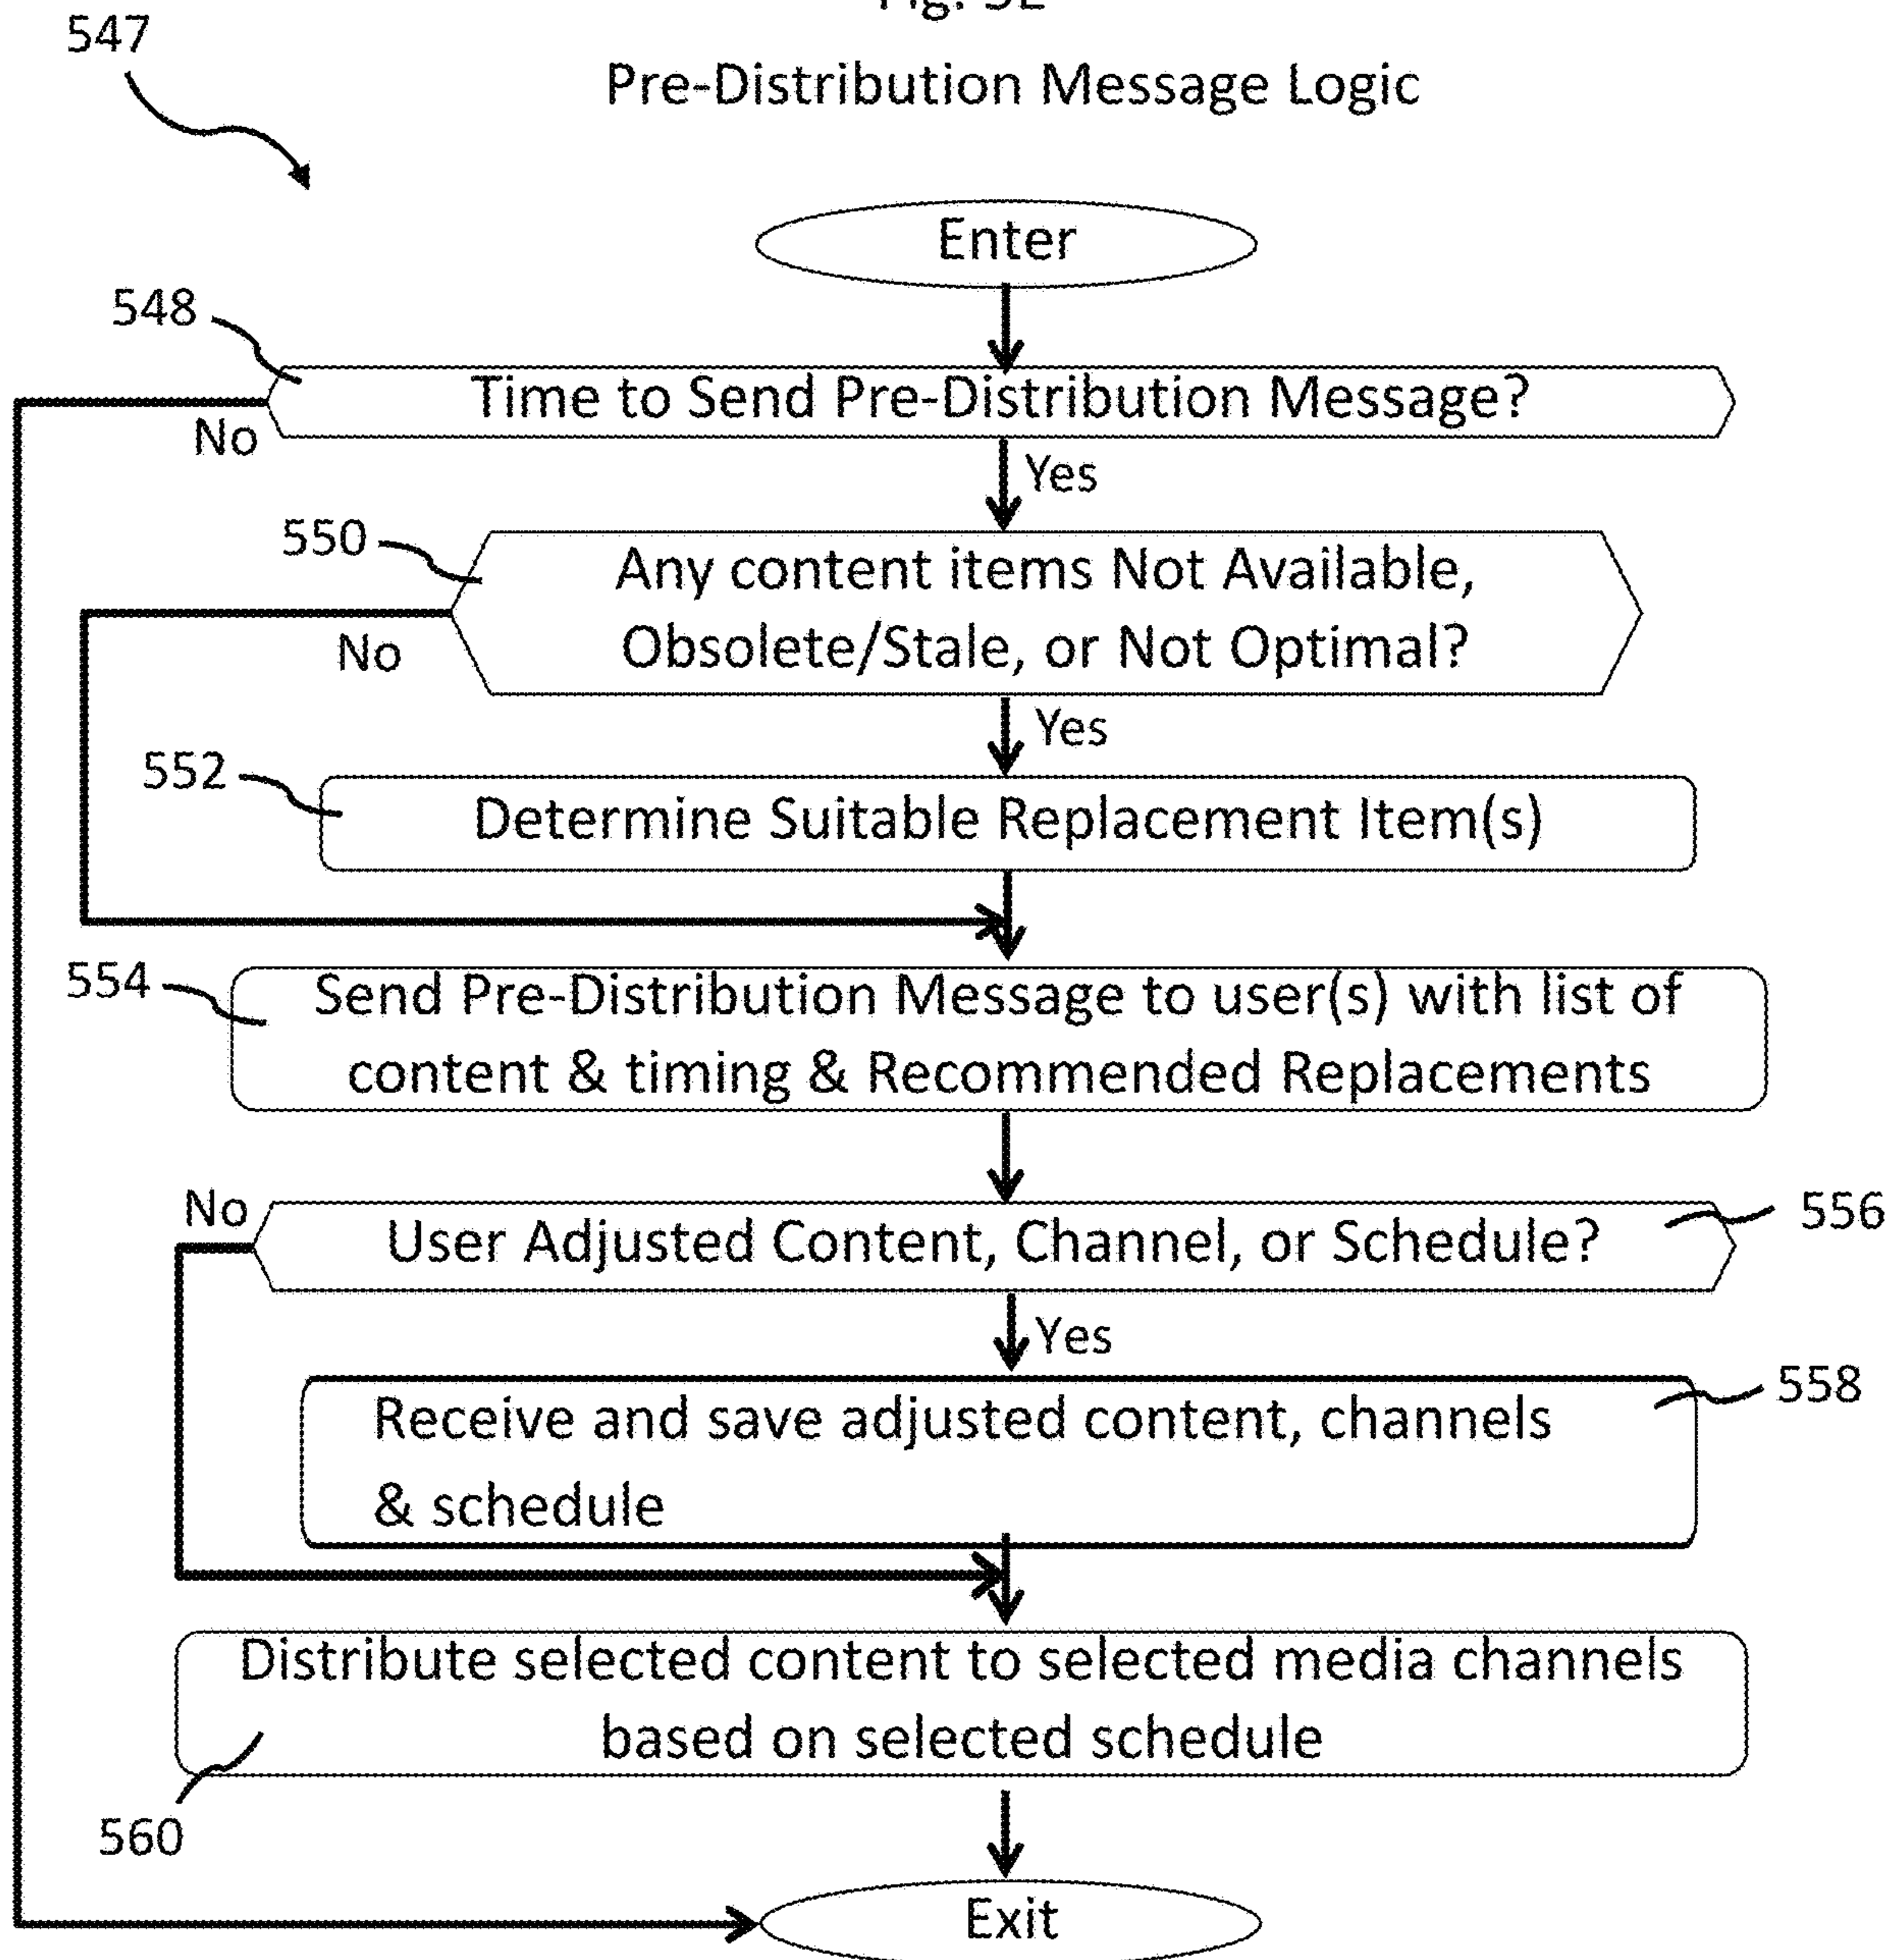 547
Pre-Distribution Message Logic
Enter
548
Time to Send Pre-Distribution Message?
No
Yes
550
Any content items Not Available,
Obsolete/Stale, or Not Optimal?
No
Yes
552
Determine Suitable Replacement Item(s)
554
Send Pre-Distribution Message to user(s) with list of
content & timing & Recommended Replacements
No
556
User Adjusted Content, Channel, or Schedule?
Yes
558
Receive and save adjusted content, channels
& schedule
Distribute selected content to selected media channels
based on selected schedule
560
Exit